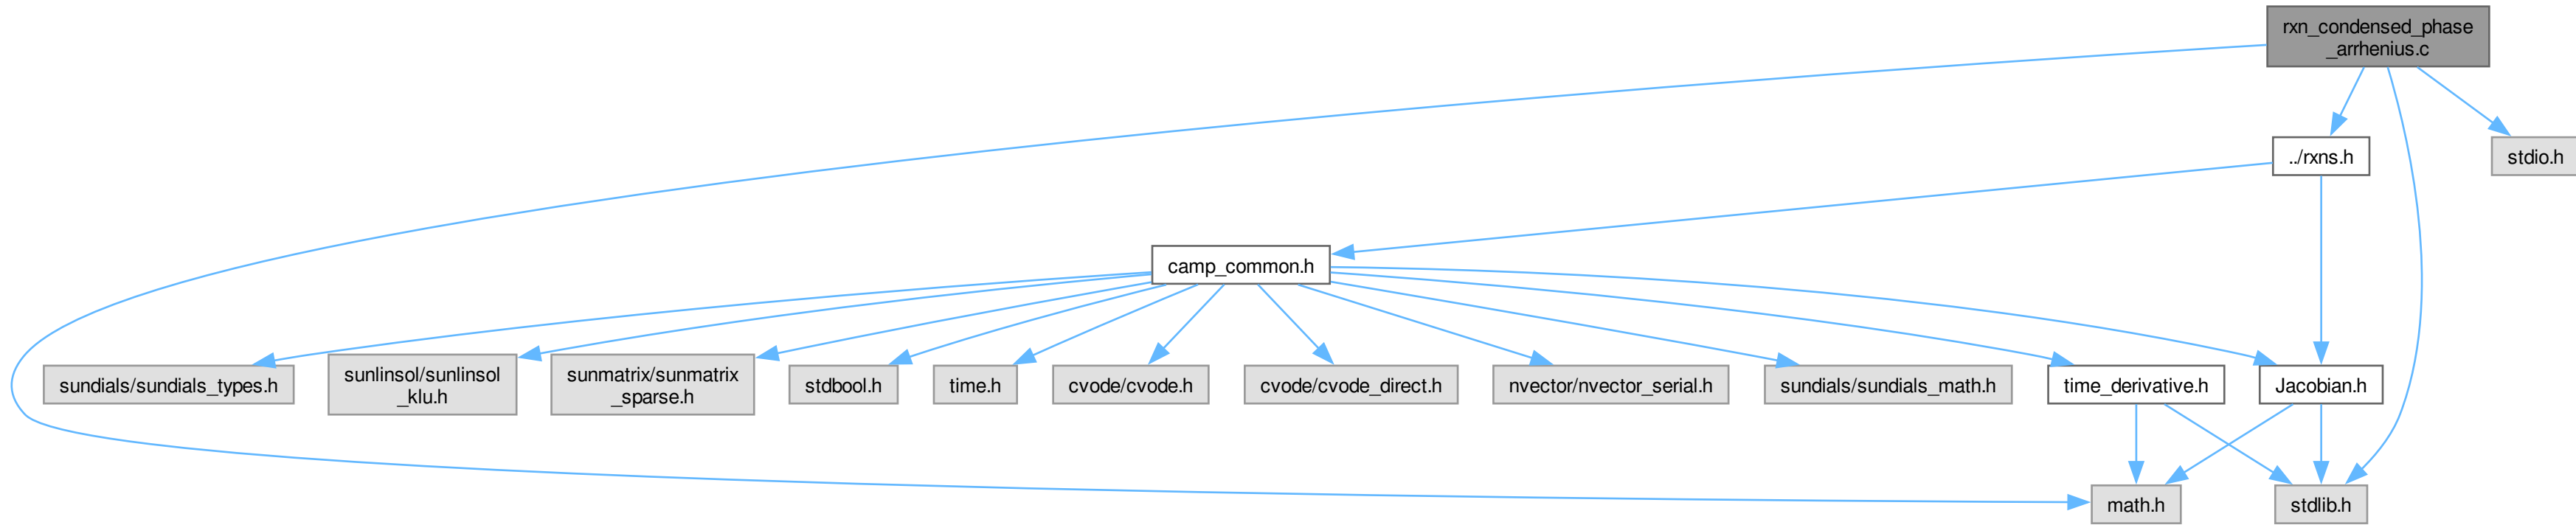 rxn_condensed_phase
_arrhenius.c
../rxns.h
stdio.h
camp_common.h
sundials/sundials_types.h
sunlinsol/sunlinsol
_klu.h
sunmatrix/sunmatrix
_sparse.h
stdbool.h
time.h
cvode/cvode.h
cvode/cvode_direct.h
nvector/nvector_serial.h
sundials/sundials_math.h
time_derivative.h
Jacobian.h
math.h
stdlib.h